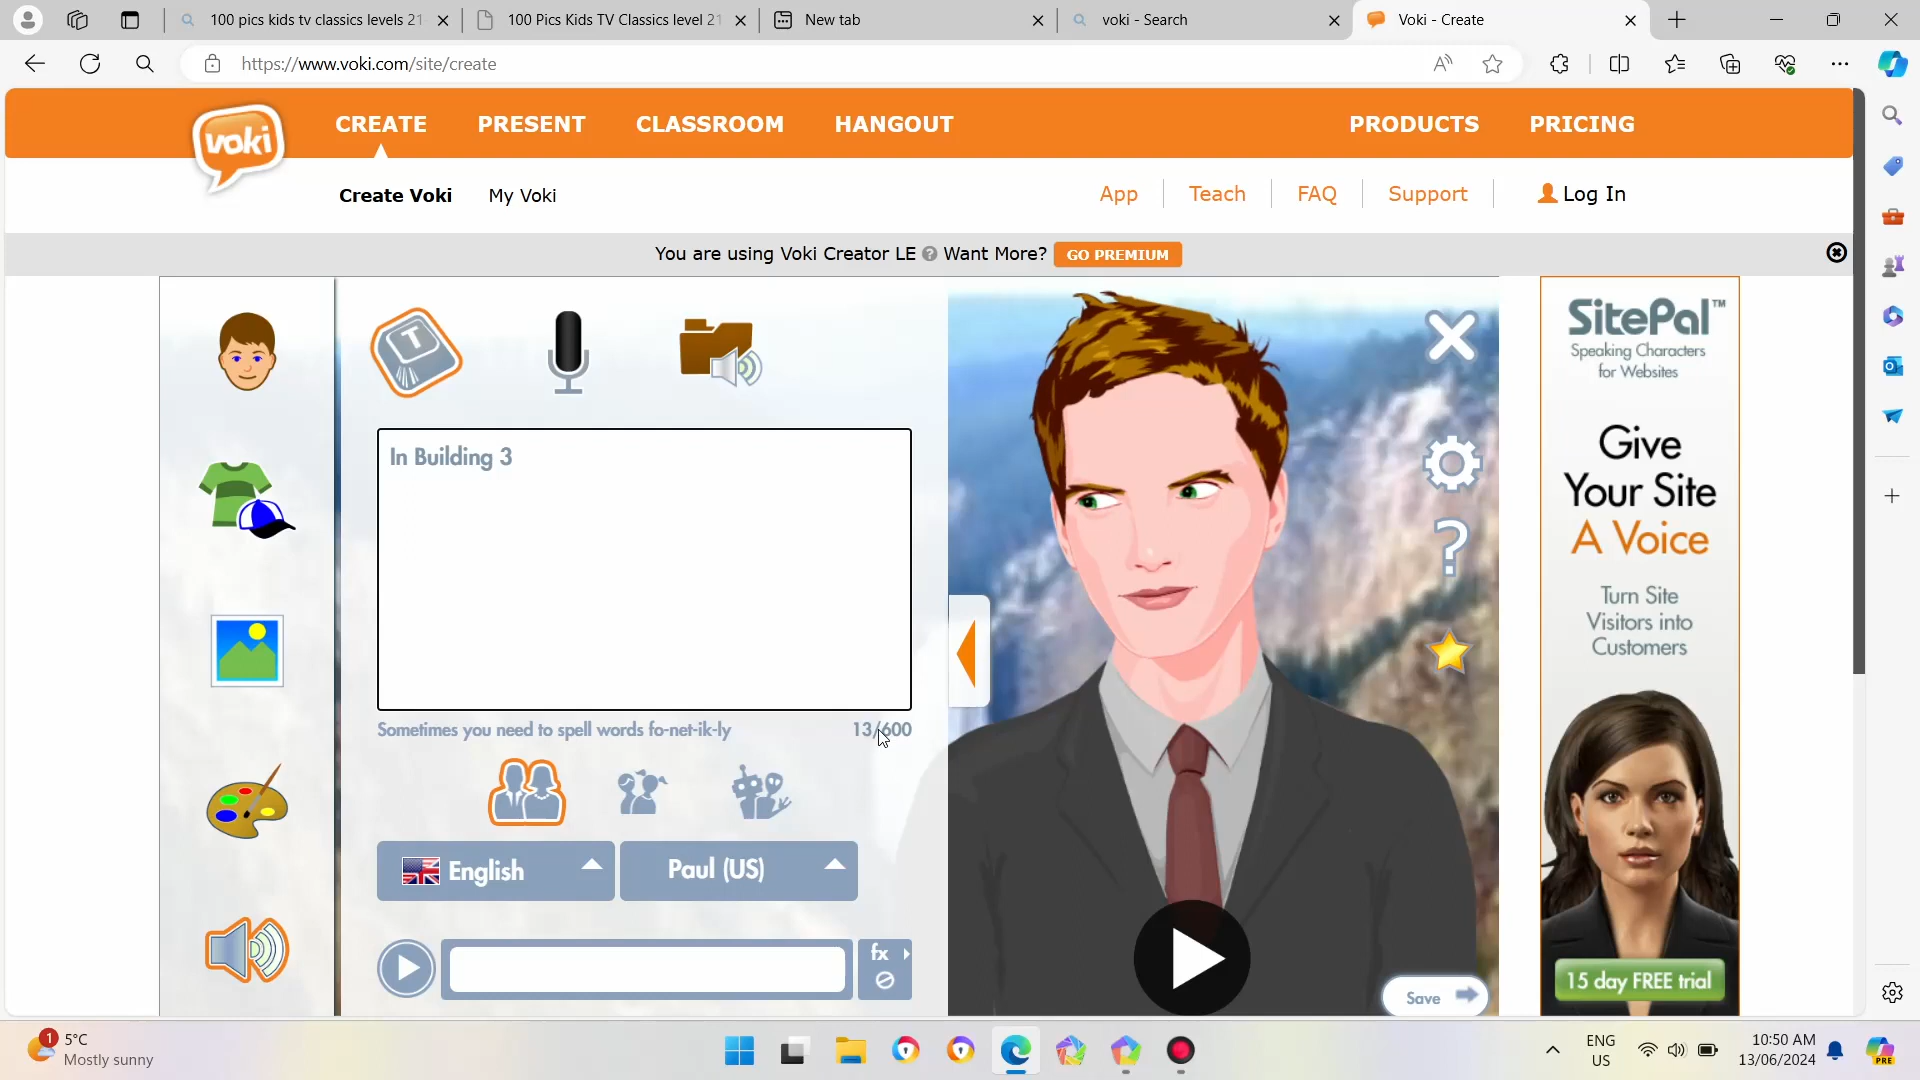 100 pics kids tv classics levels 21-
100 Pics Kids TV Classics level 21
New tab
voki - Search
Voki - Create
https://www.voki.com/site/create
voki
CREATE
PRESENT
CLASSROOM
HANGOUT
PRODUCTS
PRICING
Create Voki
My Voki
App
Teach
FAQ
Support
Log In
You are using Voki Creator LE ? Want More? GO PREMIUM
T
In Building 3
Sometimes you need to spell words fo-net-ik-ly
13/600
English
Paul (US)
fx
?
Save
SitePal™
Speaking Characters
for Websites
Give
Your Site
A Voice
Turn Site
Visitors into
Customers
15 day FREE trial
1
5°C
Mostly sunny
ENG
US
10:50 AM
13/06/2024
PRE